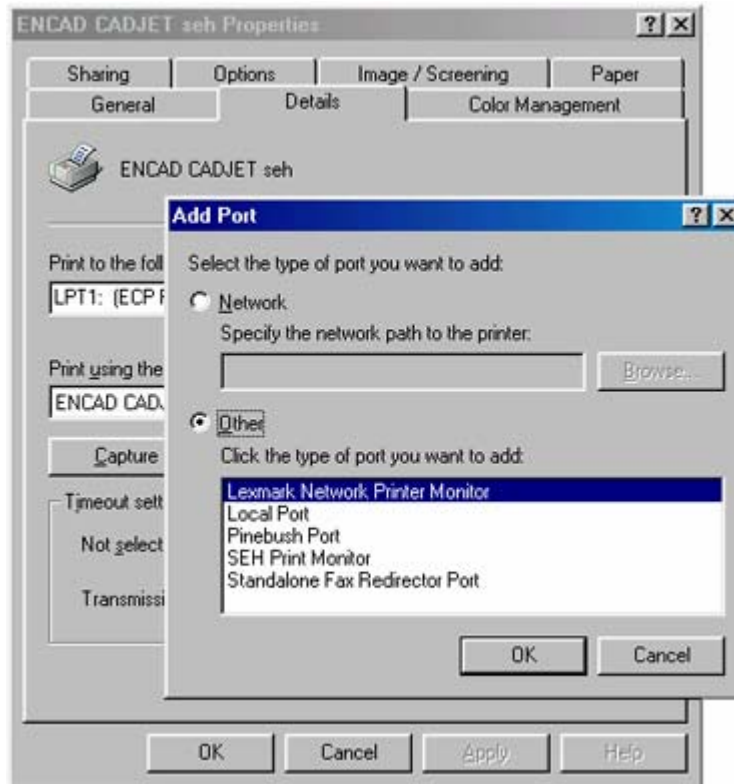 ENCAD CADJET seh Properties
Sharing
Options
Image / Screening
Paper
General
Details
Color Management
ENCAD CADJET seh
Print to the fol
LPT1: (ECP
Print using the
ENCAD CAD
Capture
Timeout sett
Not select
Transmissi
Add Port
Select the type of port you want to add:
Network
Specify the network path to the printer:
Browse...
Other
Click the type of port you want to add:
Lexmark Network Printer Monitor
Local Port
Pinebush Port
SEH Print Monitor
Standalone Fax Redirector Port
OK
Cancel
OK
Cancel
Apply
Help